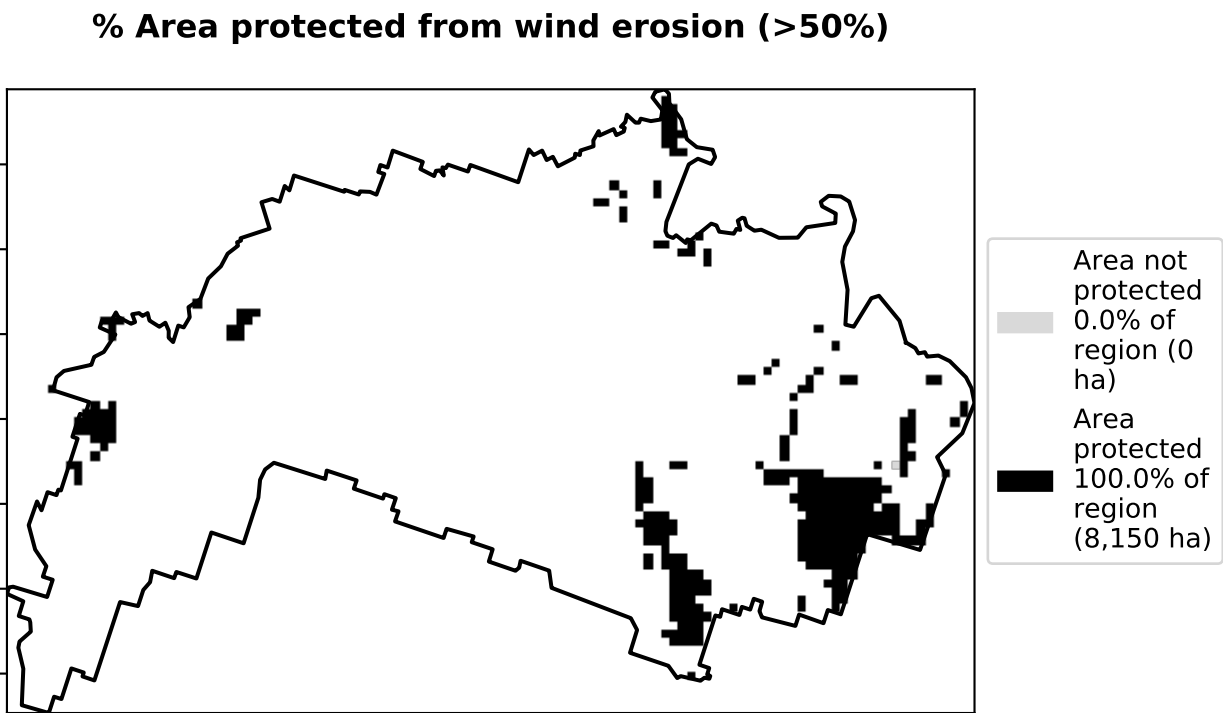 % Area protected from wind erosion (>50%)
Area not
protected
0.0% of
region (0
ha)
Area
protected
100.0% of
region
(8,150 ha)